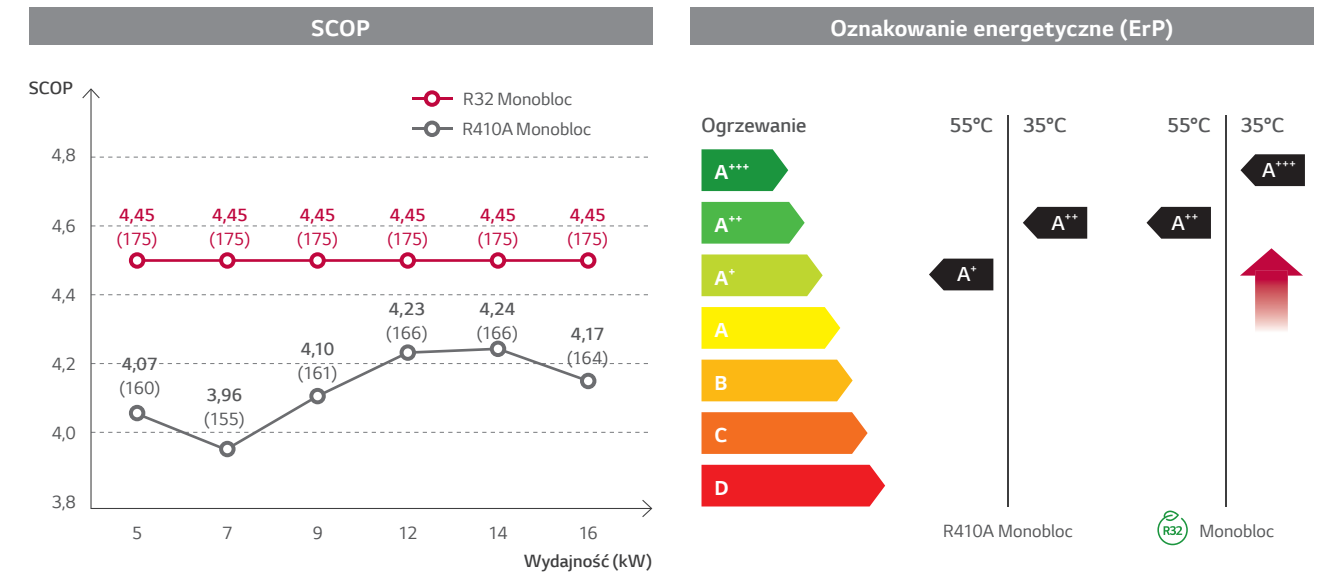 SCOP
SCOP
R32 Monobloc
R410A Monobloc
4,8
4,6
4,4
4,2
4,0
3,8
4,45 4,45 4,45 4,45 4,45 4,45
(175) (175) (175) (175) (175) (175)
4,07
(160)
3,96
(155)
4,10
(161)
4,23
(166)
4,24
(166)
4,17
(164)
5 7 9 12 14 16
Wydajność (kW)
Oznakowanie energetyczne (ErP)
Ogrzewanie 55°C 35°C 55°C 35°C
A+++ A+++
A++ A++ A++
A+ A+
A
B
C
D
R410A Monobloc R32 Monobloc